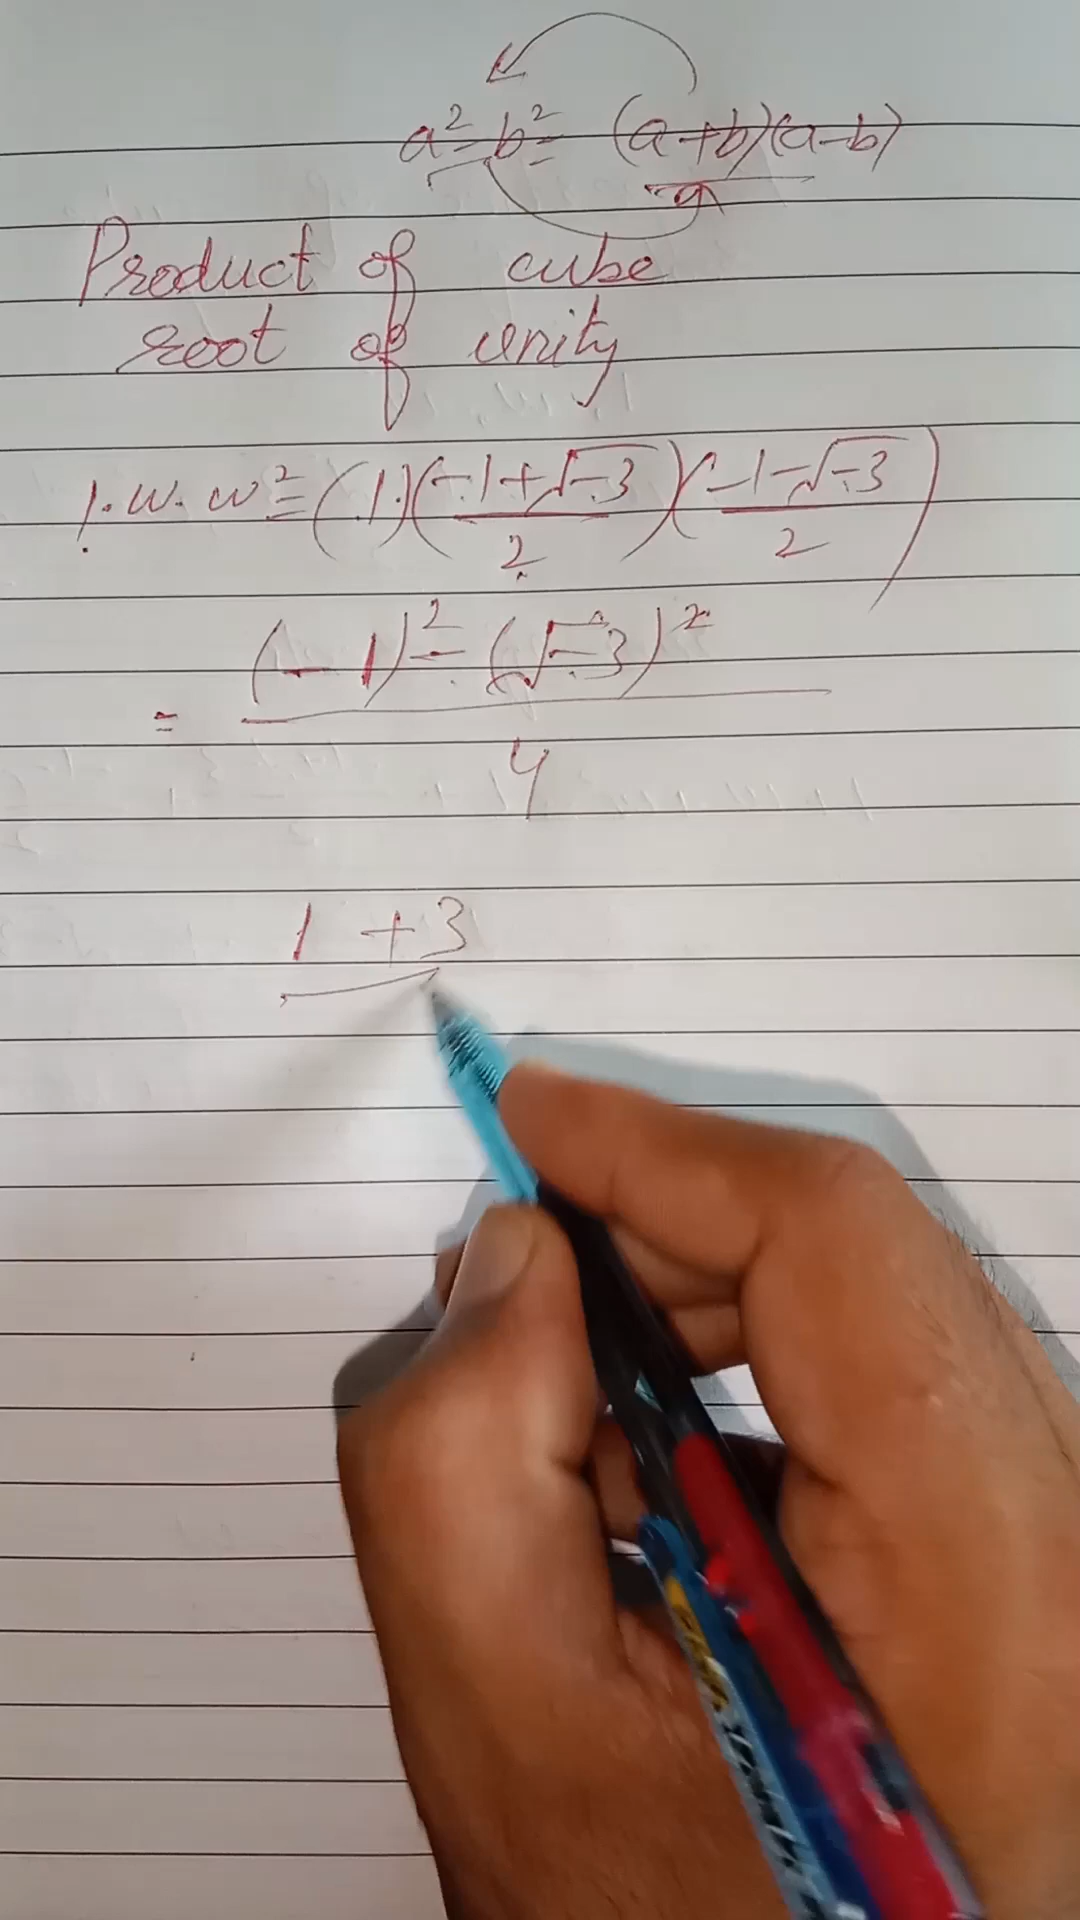 a² - b² = (a+b)(a-b)
Product of cube
root of unity
1.w.w² = (1)(-1+√-3/2)(-1-√-3/2)
= (-1)² - (√-3)²
4
1 + 3